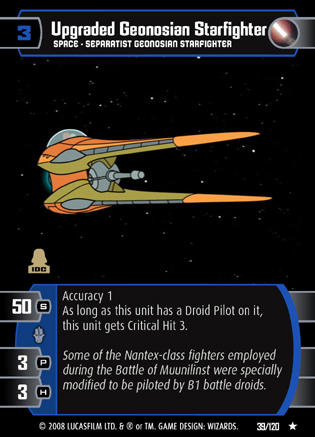 3
Upgraded Geonosian Starfighter
SPACE - SEPARATIST GEONOSIAN STARFIGHTER
IDC
50 S
Accuracy 1
As long as this unit has a Droid Pilot on it,
this unit gets Critical Hit 3.
3 P
Some of the Nantex-class fighters employed
during the Battle of Muunilinst were specially
3 H
modified to be piloted by B1 battle droids.
© 2008 LUCASFILM LTD. & ® or TM. GAME DESIGN: WIZARDS.
39/120 ★